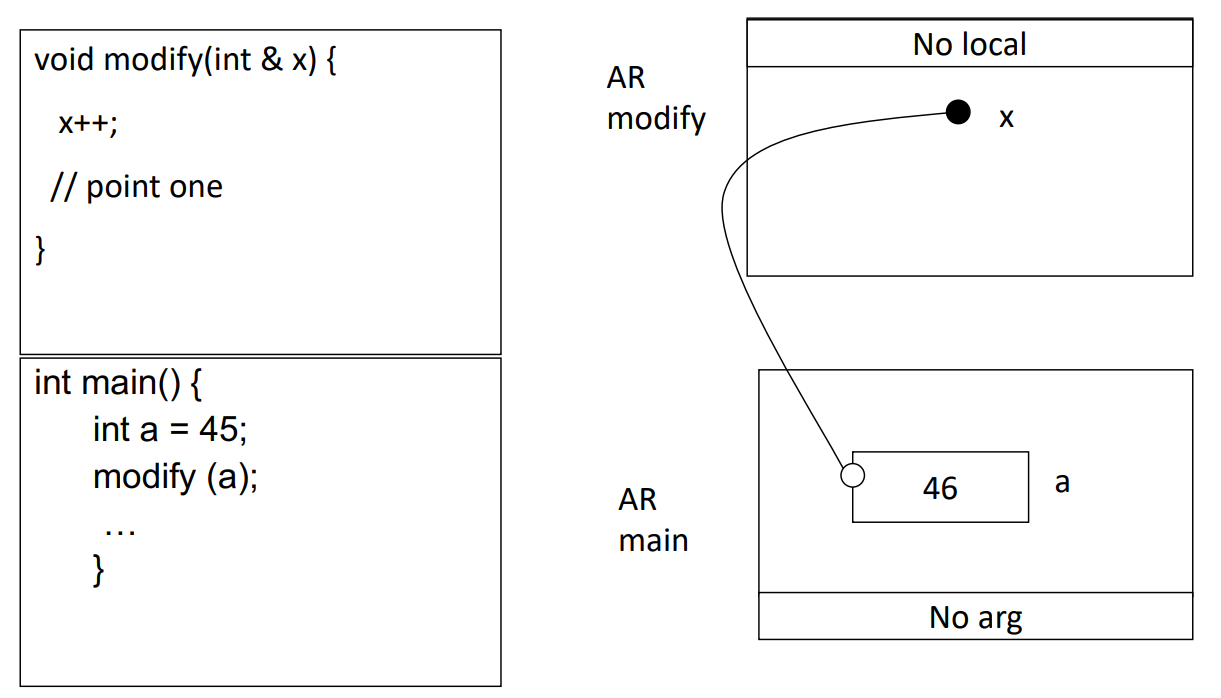 void modify(int & x) {
x++;
// point one
}
int main() {
int a = 45;
modify (a);
...
}
AR
modify
No local
x
AR
main
46
a
No arg